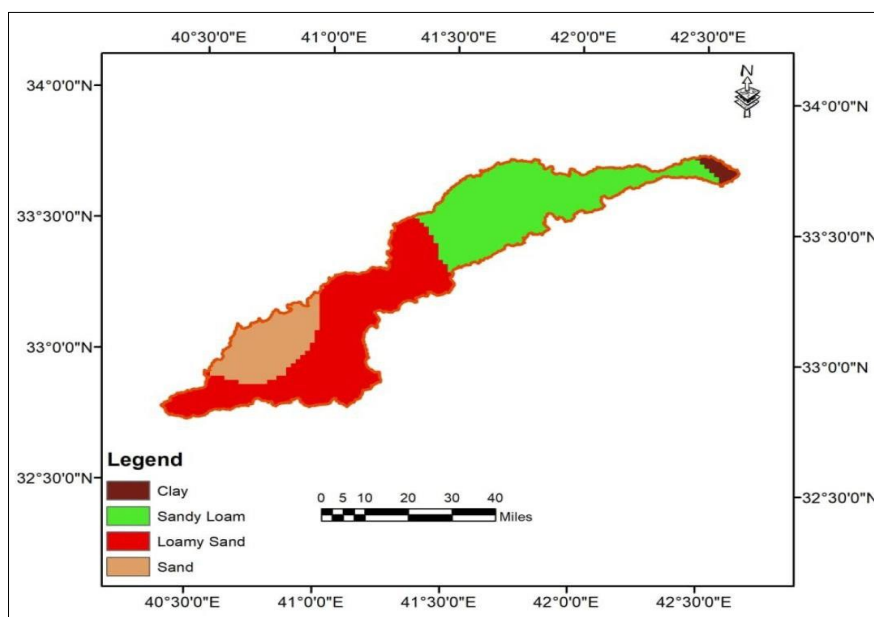 40°30'0"E 41°0'0"E 41°30'0"E 42°0'0"E 42°30'0"E
N
34°0'0"N 34°0'0"N
33°30'0"N 33°30'0"N
33°0'0"N 33°0'0"N
32°30'0"N 32°30'0"N
Legend
Clay
Sandy Loam
Loamy Sand
Sand
0 5 10 20 30 40
Miles
40°30'0"E 41°0'0"E 41°30'0"E 42°0'0"E 42°30'0"E